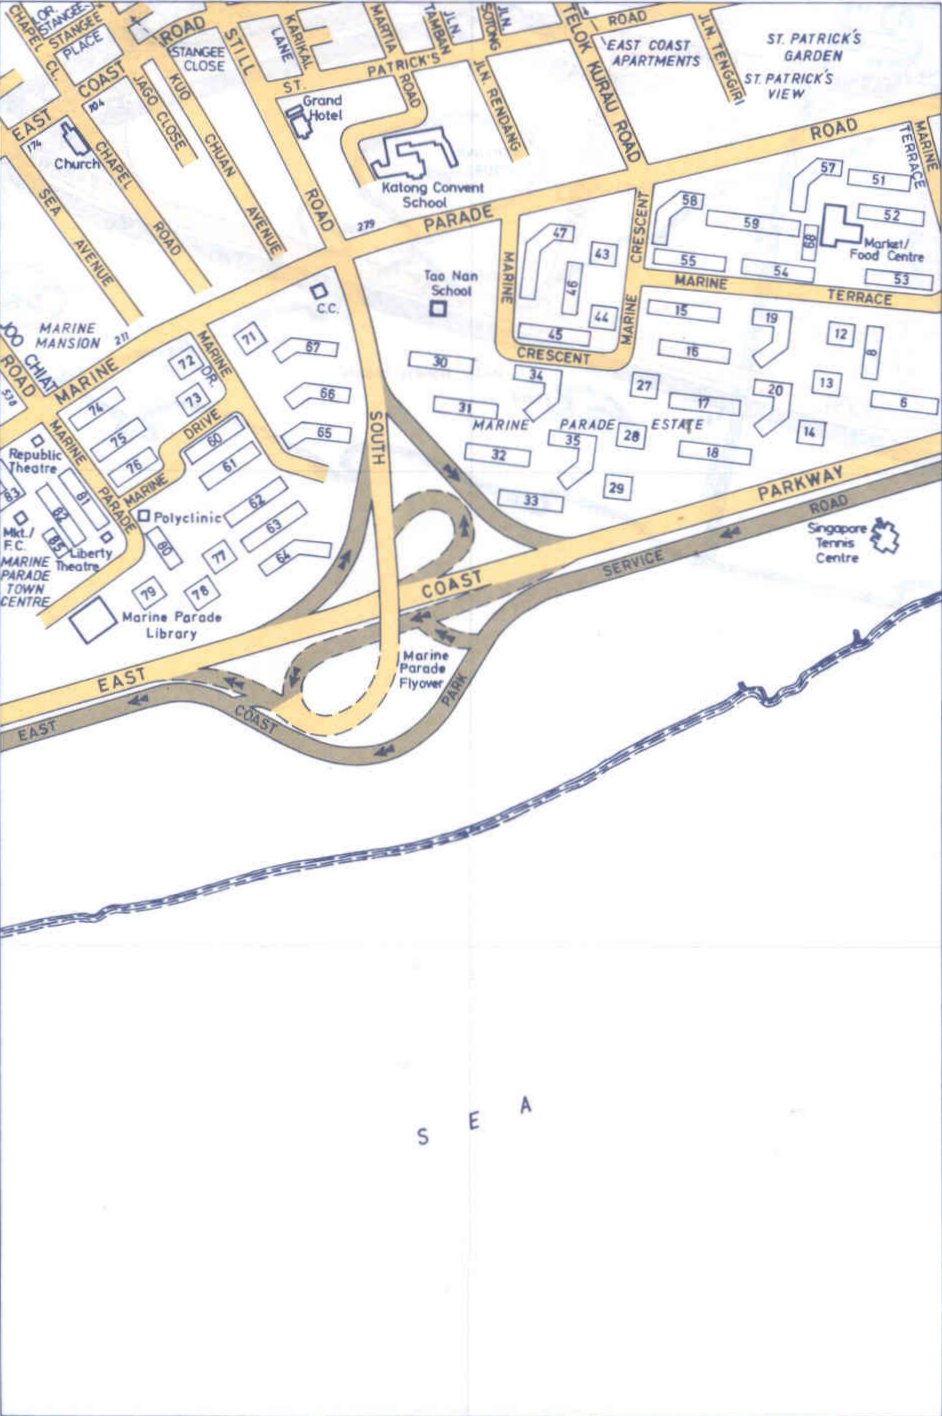 CHAPEL CL.
LOR.
STANGEE
STANGEE
PLACE
ROAD
STANGEE
CLOSE
STILL
ROAD
KARIKAL
LANE
MARTIA
ROAD
JLN.
TAMBAN
JLN.
SOTONG
JLN. RENDANG
TELOK KURAU ROAD
ROAD
EAST COAST
APARTMENTS
JLN. TENGGIRI
ST. PATRICK'S
GARDEN
ST. PATRICK'S
VIEW
ST. PATRICK'S
EAST COAST
104
174
Church
JAGO CLOSE
KUO CHUAN AVENUE
CHAPEL ROAD
SEA AVENUE
Grand
Hotel
Katong Convent
School
279
PARADE
ROAD
MARINE
TERRACE
57
51
52
58
59
68
Market/
Food Centre
55
54
53
MARINE TERRACE
MARINE CRESCENT
MARINE CRESCENT
47
43
46
44
45
Tao Nan
School
C.C.
MARINE
MANSION
211
MARINE
CHIAT
ROAD
538
71
72
73
MARINE DR.
67
66
65
74
75
76
MARINE DRIVE
60
61
62
63
64
SOUTH
30
31
32
33
34
35
27
28
29
15
16
17
18
19
20
12
13
14
8
6
MARINE PARADE ESTATE
Republic
Theatre
MARINE PARADE
83
81
82
85
Mkt./
F.C.
Liberty
Theatre
MARINE
PARADE
TOWN
CENTRE
Polyclinic
80
77
78
79
Marine Parade
Library
EAST COAST PARKWAY
Marine
Parade
Flyover
EAST COAST PARK SERVICE ROAD
Singapore
Tennis
Centre
SEA